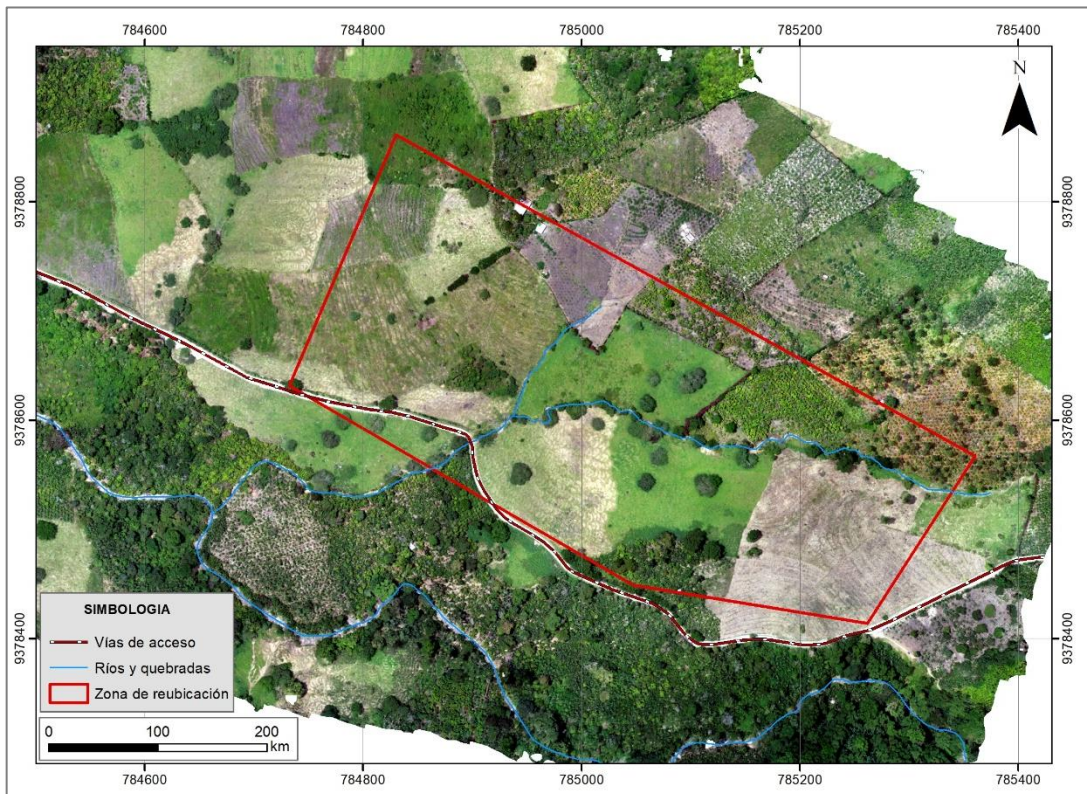 784600 784800 785000 785200 785400
N
9378800 9378800
9378600 9378600
9378400 9378400
SIMBOLOGIA
Vías de acceso
Ríos y quebradas
Zona de reubicación
0 100 200
km
784600 784800 785000 785200 785400